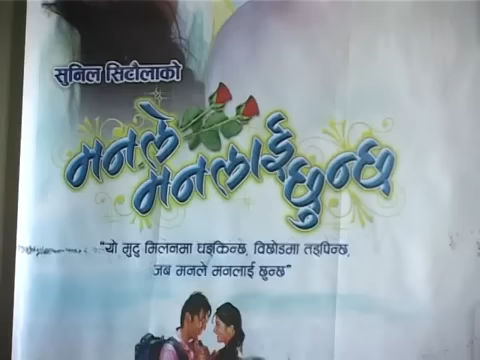 सुनिल सिटौलाको
मनले
मनलाई
छुन्छ
"यो मुटु मिलनमा धड्किन्छे, विछोडमा तड्पिन्छ,
जब मनले मनलाई छुन्छ"